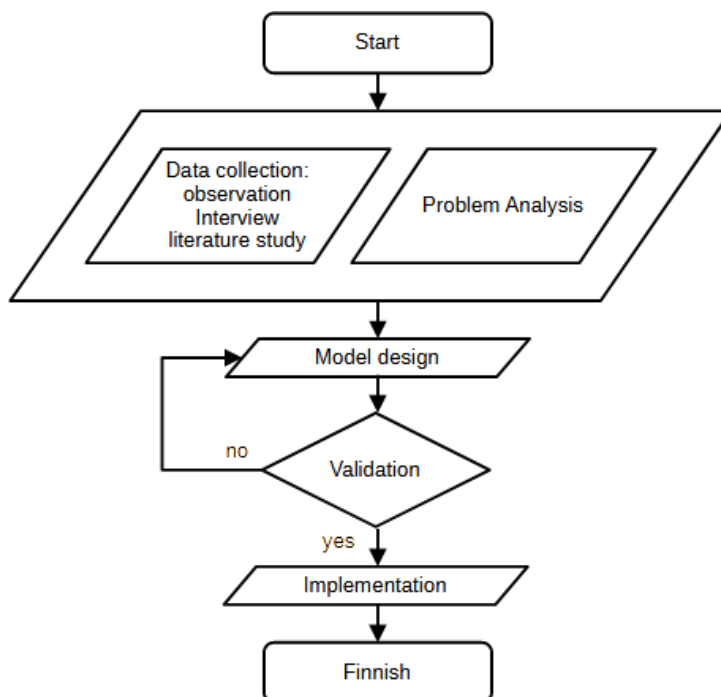 Start
Data collection:
observation
Interview
literature study
Problem Analysis
Model design
no
Validation
yes
Implementation
Finnish